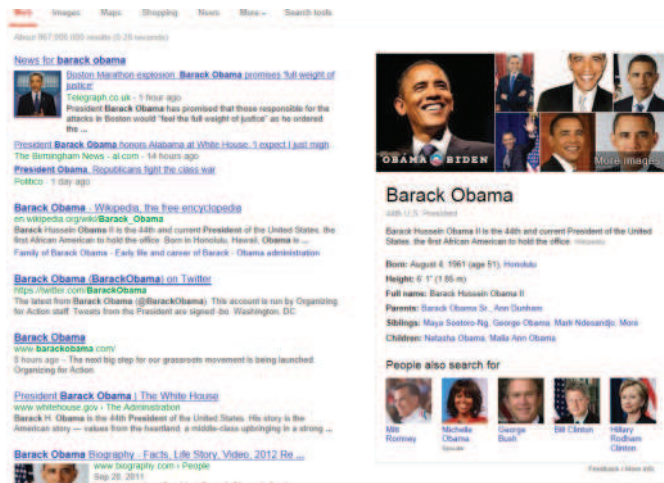 Web Images Maps Shopping News More Search tools
results
News for barack obama
Boston Marathon explosion: Barack Obama promises 'full weight of
justice'
Telegraph.co.uk - 1 hour ago
President Barack Obama has promised that those responsible for the
attacks in Boston would "feel the full weight of justice" as he ordered
the ...
President Barack Obama honors Alabama at White House, 'I expect I just migh
The Birmingham News - al.com - 14 hours ago
President Obama, Republicans fight the class war
Politico - 1 day ago
Barack Obama - Wikipedia, the free encyclopedia
en.wikipedia.org/wiki/Barack_Obama
Barack Hussein Obama II is the 44th and current President of the United States, the
first African American to hold the office. Born in Honolulu, Hawaii, Obama is ...
Family of Barack Obama - Early life and career of Barack - Obama administration
Barack Obama (BarackObama) on Twitter
https://twitter.com/BarackObama
The latest from Barack Obama (@BarackObama). This account is run by Organizing
for Action staff. Tweets from the President are signed -bo. Washington, DC
Barack Obama
www.barackobama.com/
hours ago - The next big step for our grassroots movement is being launched:
Organizing for Action.
President Barack Obama | The White House
www.whitehouse.gov › The Administration
Barack H. Obama is the 44th President of the United States. His story is the
American story — values from the heartland, a middle-class upbringing in a strong ...
Barack Obama Biography - Facts, Life Story, Video, 2012 Re ...
www.biography.com › People
Sep 2011
OBAMA BIDEN
More images
Barack Obama
44th U.S. President
Barack Hussein Obama II is the 44th and current President of the United
States, the first African American to hold the office. Wikipedia
Born: August 4, 1961 (age 51), Honolulu
Height: 6' 1" (1.85 m)
Full name: Barack Hussein Obama II
Parents: Barack Obama Sr., Ann Dunham
Siblings: Maya Soetoro-Ng, George Obama, Mark Ndesandjo, More
Children: Natasha Obama, Malia Ann Obama
People also search for
Mitt
Romney
Michelle
Obama
Spouse
George
Bush
Bill Clinton
Hillary
Rodham
Clinton
Feedback / More info